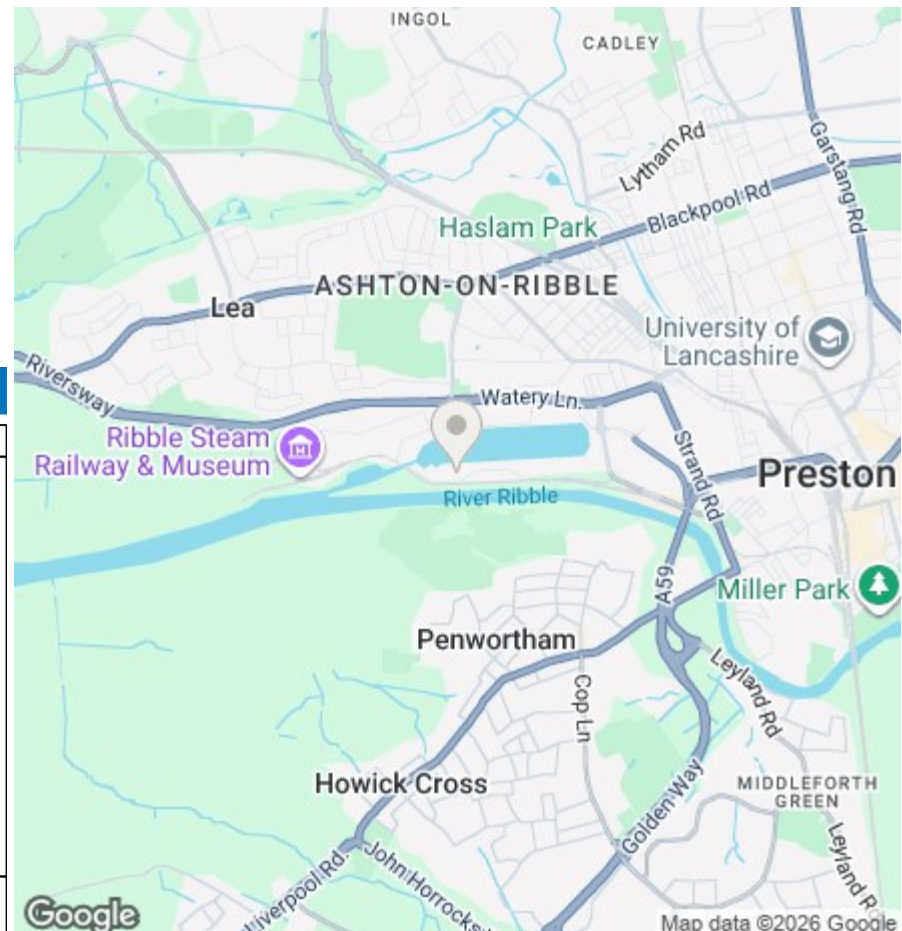 INGOL
CADLEY
Lytham Rd
Garstang Rd
Blackpool Rd
Haslam Park
ASHTON-ON-RIBBLE
Lea
University of
Lancashire
Riversway
Watery Ln.
Ribble Steam
Railway & Museum
Strand Rd
Preston
River Ribble
A59
Miller Park
Penwortham
Leyland Rd
Cop Ln
Howick Cross
MIDDLEFORTH
GREEN
Golden Way
Leyland R
Liverpool Rd.
John Horrocks
Google
Map data ©2026 Google